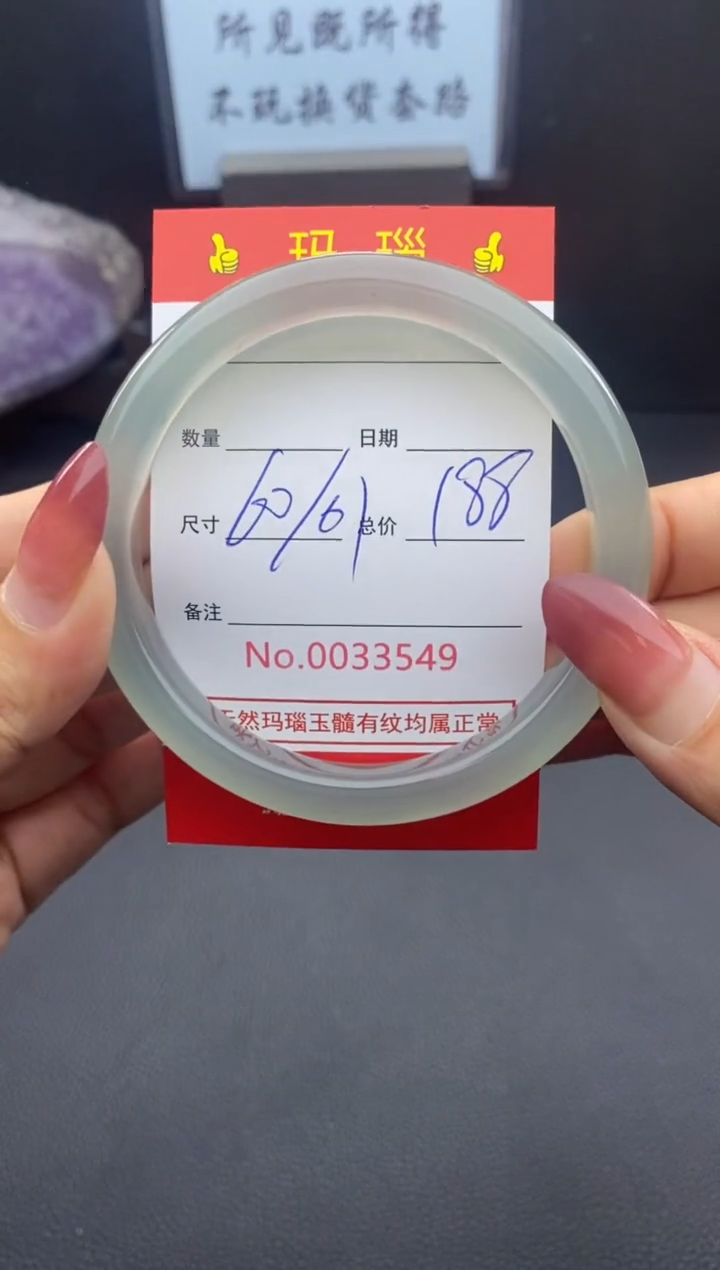 所见既所得
不玩换货套路
玛 瑙
数量 日期
尺寸 60/61 总价 188
备注
No.0033549
天然玛瑙玉髓有纹均属正常